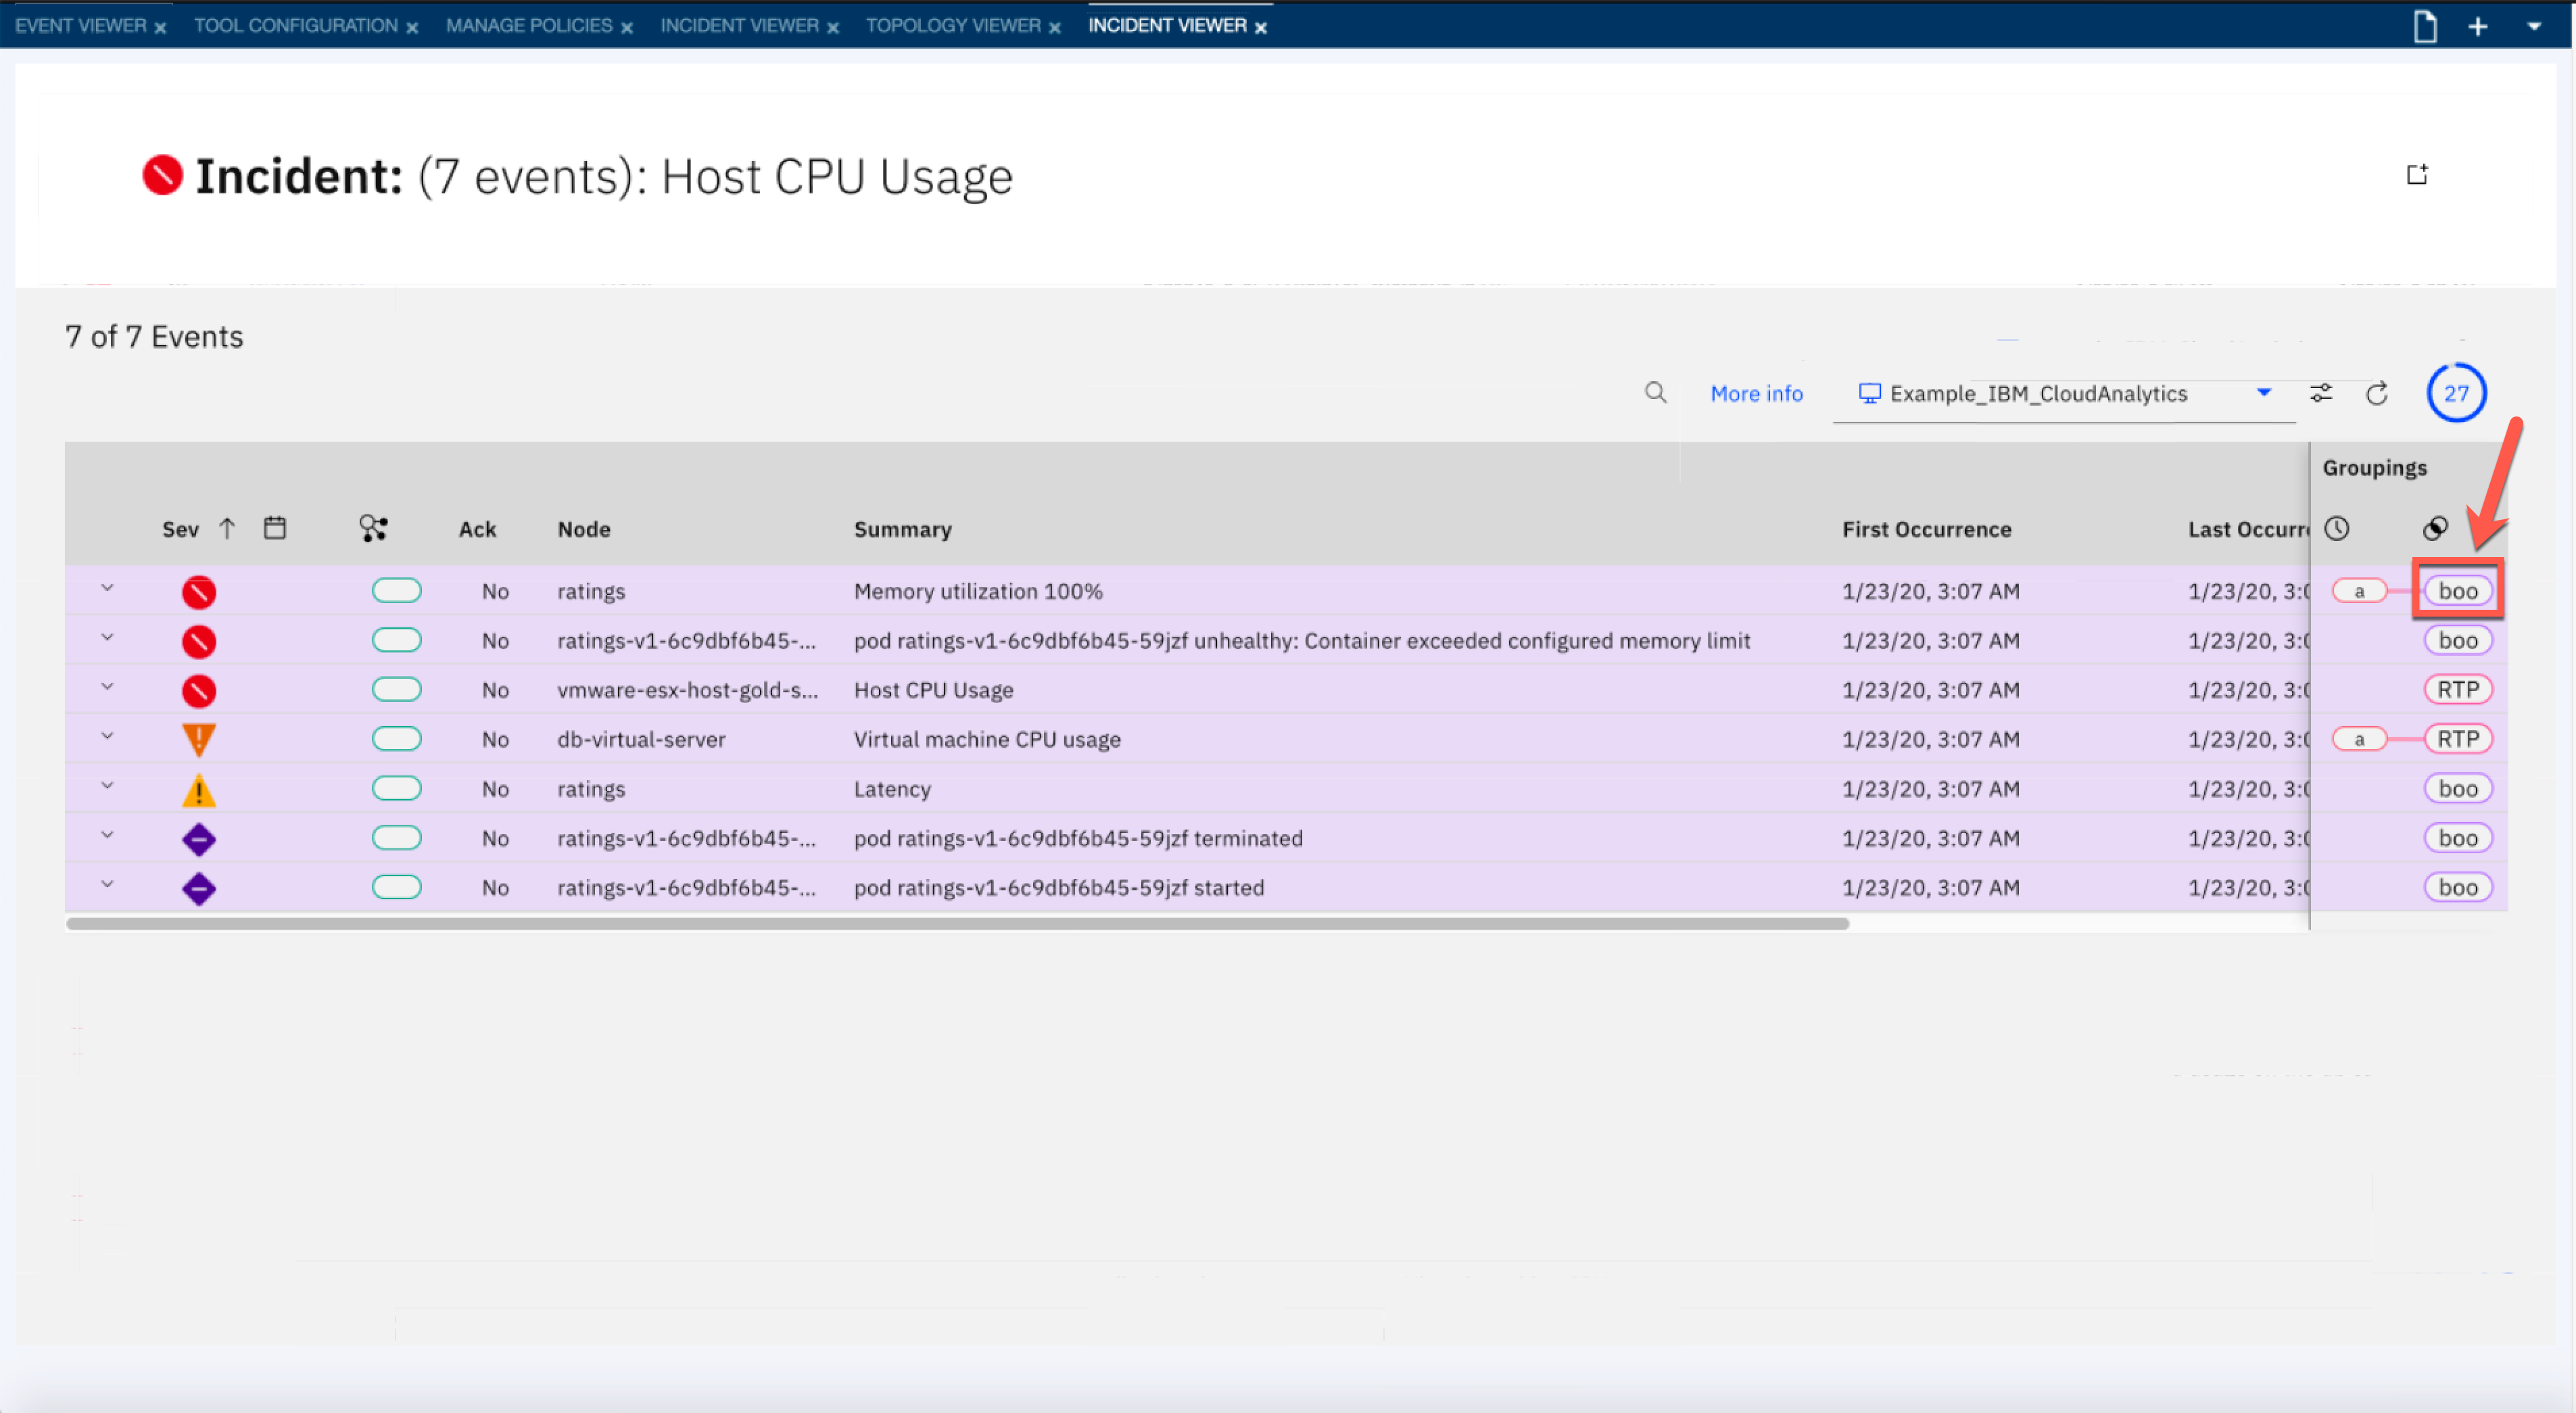 EVENT VIEWER x TOOL CONFIGURATION x MANAGE POLICIES x INCIDENT VIEWER x TOPOLOGY VIEWER x INCIDENT VIEWER x
Incident: (7 events): Host CPU Usage
7 of 7 Events
More info Example_IBM_CloudAnalytics 27
Groupings
Sev Ack Node Summary First Occurrence Last Occurr
No ratings Memory utilization 100% 1/23/20, 3:07 AM 1/23/20, 3:0 a boo
No ratings-v1-6c9dbf6b45-... pod ratings-v1-6c9dbf6b45-59jzf unhealthy: Container exceeded configured memory limit 1/23/20, 3:07 AM 1/23/20, 3:0 boo
No vmware-esx-host-gold-s... Host CPU Usage 1/23/20, 3:07 AM 1/23/20, 3:0 RTP
No db-virtual-server Virtual machine CPU usage 1/23/20, 3:07 AM 1/23/20, 3:0 a RTP
No ratings Latency 1/23/20, 3:07 AM 1/23/20, 3:0 boo
No ratings-v1-6c9dbf6b45-... pod ratings-v1-6c9dbf6b45-59jzf terminated 1/23/20, 3:07 AM 1/23/20, 3:0 boo
No ratings-v1-6c9dbf6b45-... pod ratings-v1-6c9dbf6b45-59jzf started 1/23/20, 3:07 AM 1/23/20, 3:0 boo